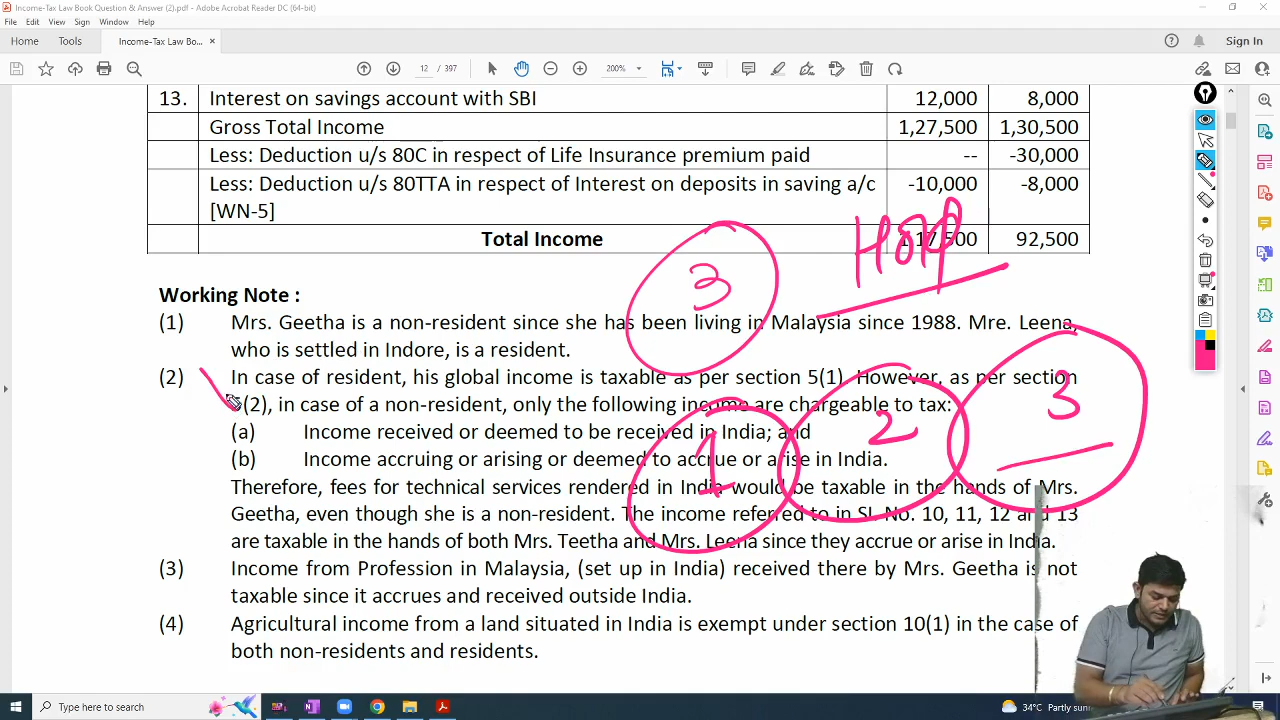 Income-Tax Law Book Question & Answer (2).pdf - Adobe Acrobat Reader DC (64-bit)
File Edit View Sign Window Help
Home Tools Income-Tax Law Bo... × Sign In
12 / 397 200%
13. Interest on savings account with SBI 12,000 8,000
Gross Total Income 1,27,500 1,30,500
Less: Deduction u/s 80C in respect of Life Insurance premium paid -- -30,000
Less: Deduction u/s 80TTA in respect of Interest on deposits in saving a/c -10,000 -8,000
[WN-5]
Total Income 1,17,500 92,500
3
Working Note :
(1) Mrs. Geetha is a non-resident since she has been living in Malaysia since 1988. Mre. Leena,
who is settled in Indore, is a resident.
(2) In case of resident, his global income is taxable as per section 5(1). However, as per section
5(2), in case of a non-resident, only the following income are chargeable to tax:
(a) Income received or deemed to be received in India; and
(b) Income accruing or arising or deemed to accrue or arise in India.
1 2 3
Therefore, fees for technical services rendered in India would be taxable in the hands of Mrs.
Geetha, even though she is a non-resident. The income referred to in Sl. No. 10, 11, 12 and 13
are taxable in the hands of both Mrs. Teetha and Mrs. Leena since they accrue or arise in India.
(3) Income from Profession in Malaysia, (set up in India) received there by Mrs. Geetha is not
taxable since it accrues and received outside India.
(4) Agricultural income from a land situated in India is exempt under section 10(1) in the case of
both non-residents and residents.
Type here to search
34°C Partly sun